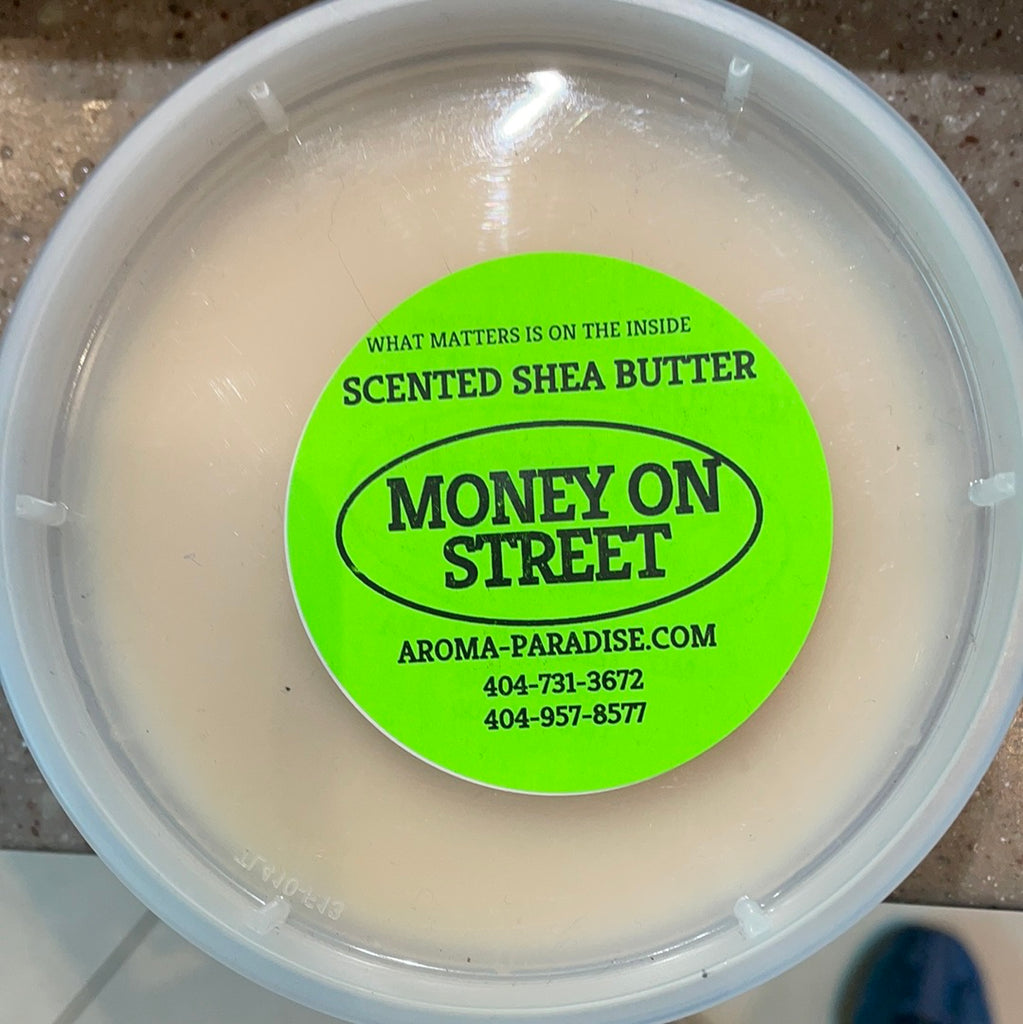 WHAT MATTERS IS ON THE INSIDE
SCENTED SHEA BUTTER
MONEY ON
STREET
AROMA-PARADISE.COM
404-731-3672
404-957-8577